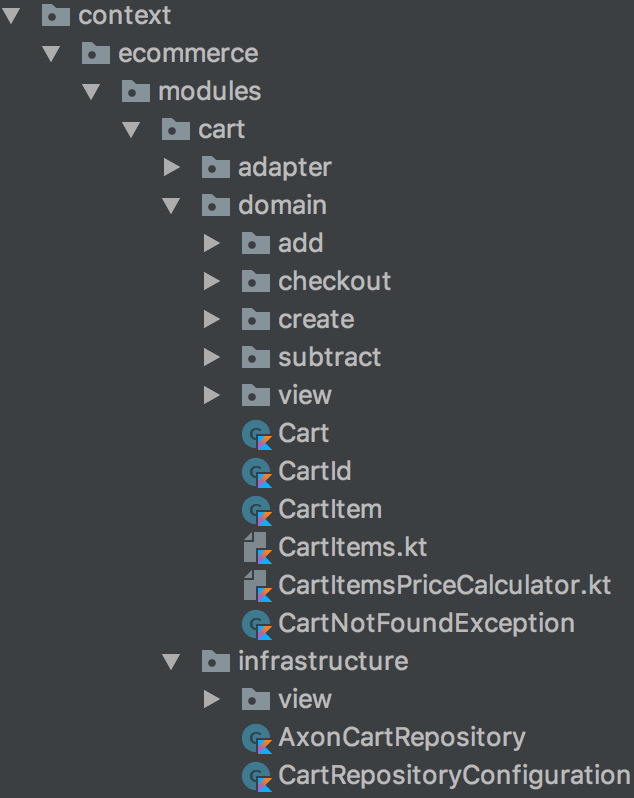 context
ecommerce
modules
cart
adapter
domain
add
checkout
create
subtract
view
Cart
CartId
CartItem
CartItems.kt
CartItemsPriceCalculator.kt
CartNotFoundException
infrastructure
view
AxonCartRepository
CartRepositoryConfiguration